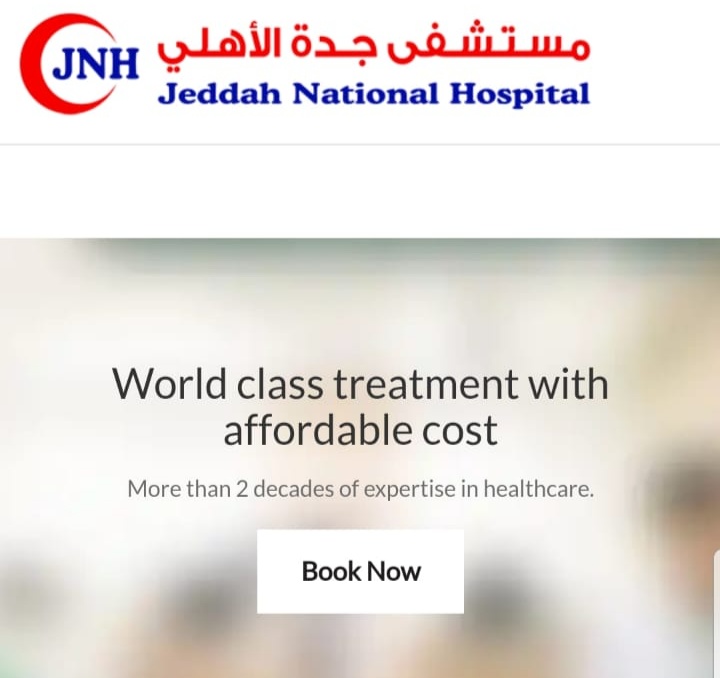 JNH
مستشفى جدة الأهلي
Jeddah National Hospital
World class treatment with
affordable cost
More than 2 decades of expertise in healthcare.
Book Now